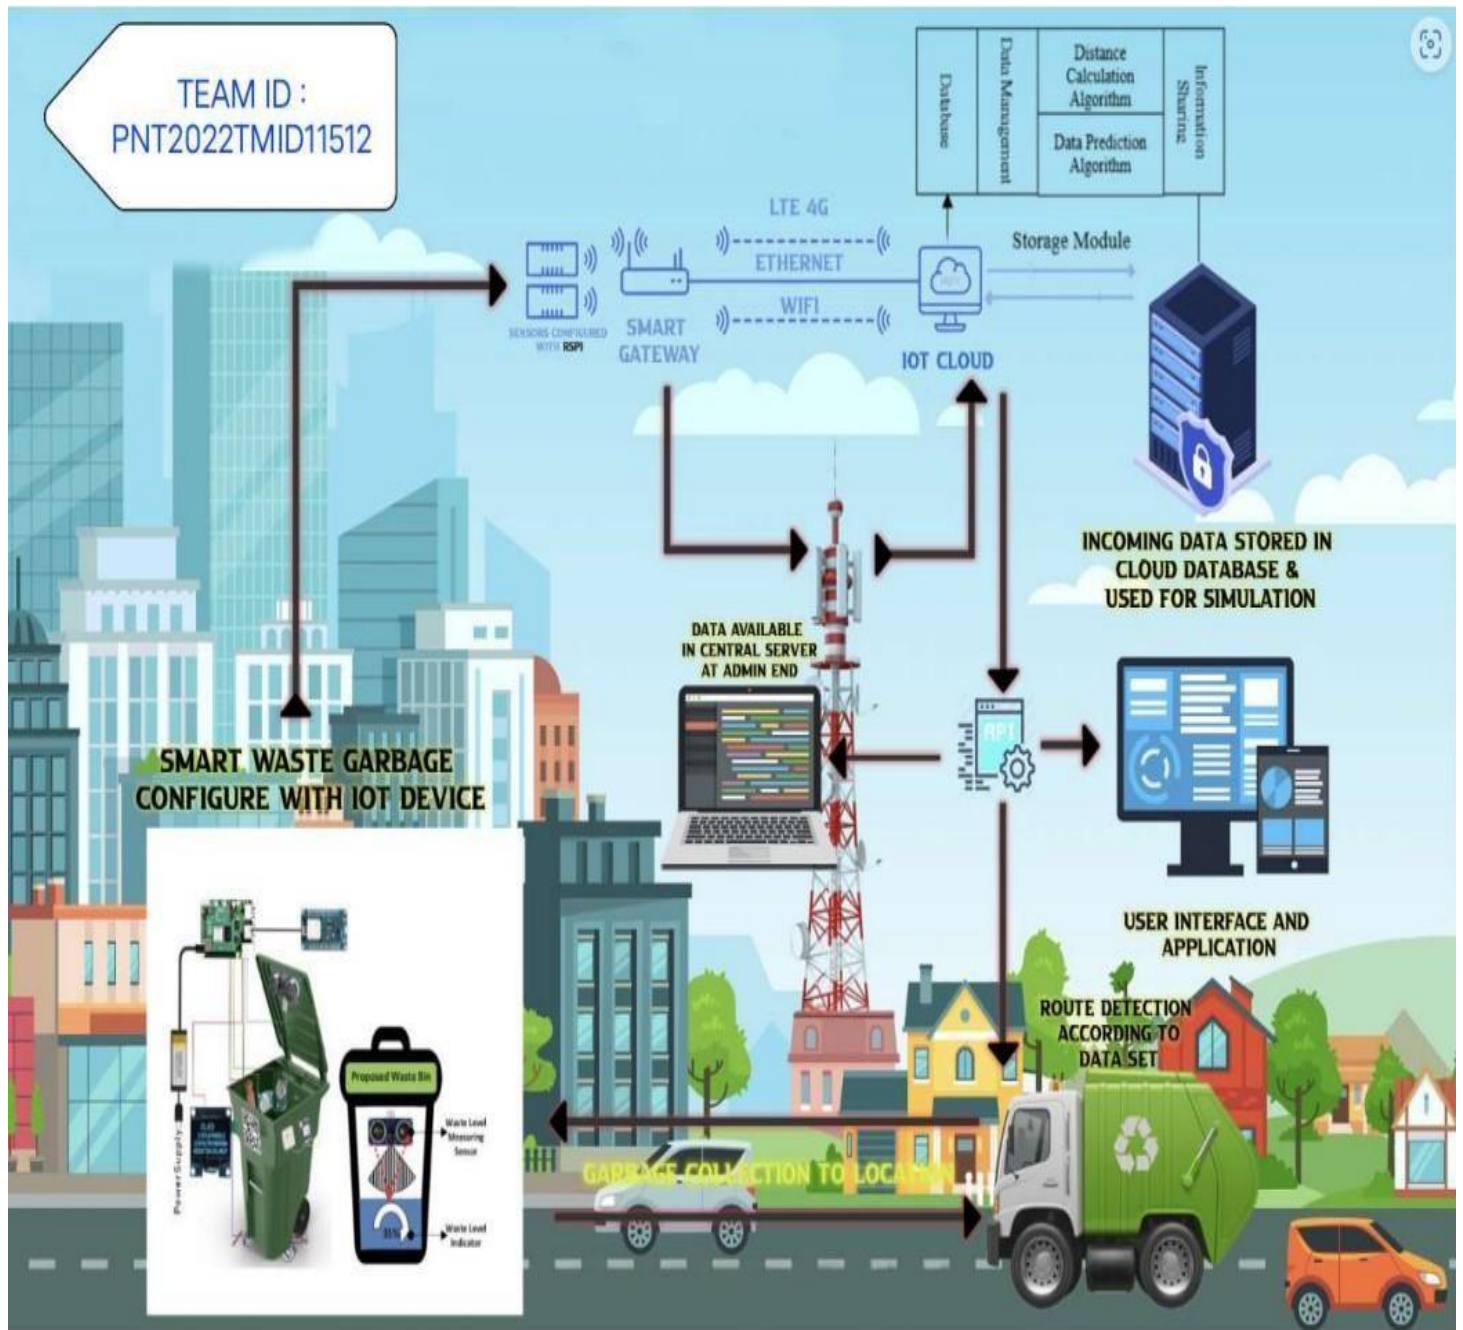 TEAM ID :
PNT2022TMID11512
Database
Data Management
Distance
Calculation
Algorithm
Data Prediction
Algorithm
Information
Sharing
LTE 4G
ETHERNET
WIFI
Storage Module
SENSORS CONFIGURED
WITH RSPI
SMART
GATEWAY
IOT CLOUD
INCOMING DATA STORED IN
CLOUD DATABASE &
USED FOR SIMULATION
DATA AVAILABLE
IN CENTRAL SERVER
AT ADMIN END
API
SMART WASTE GARBAGE
CONFIGURE WITH IOT DEVICE
USER INTERFACE AND
APPLICATION
ROUTE DETECTION
ACCORDING TO
DATA SET
Proposed Waste Bin
Waste Level
Measuring
Sensor
PowerSupply
GARBAGE COLLECTION TO LOCATION
Waste Level
Indicator